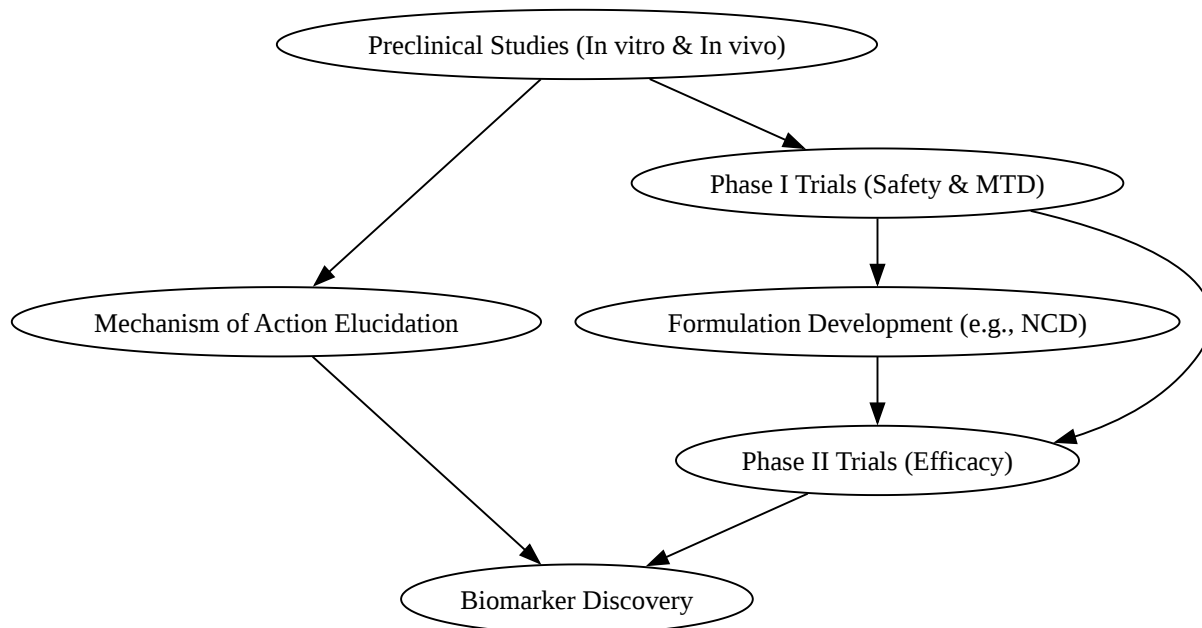 Preclinical Studies (In vitro & In vivo)
Phase I Trials (Safety & MTD)
Mechanism of Action Elucidation
Formulation Development (e.g., NCD)
Phase II Trials (Efficacy)
Biomarker Discovery